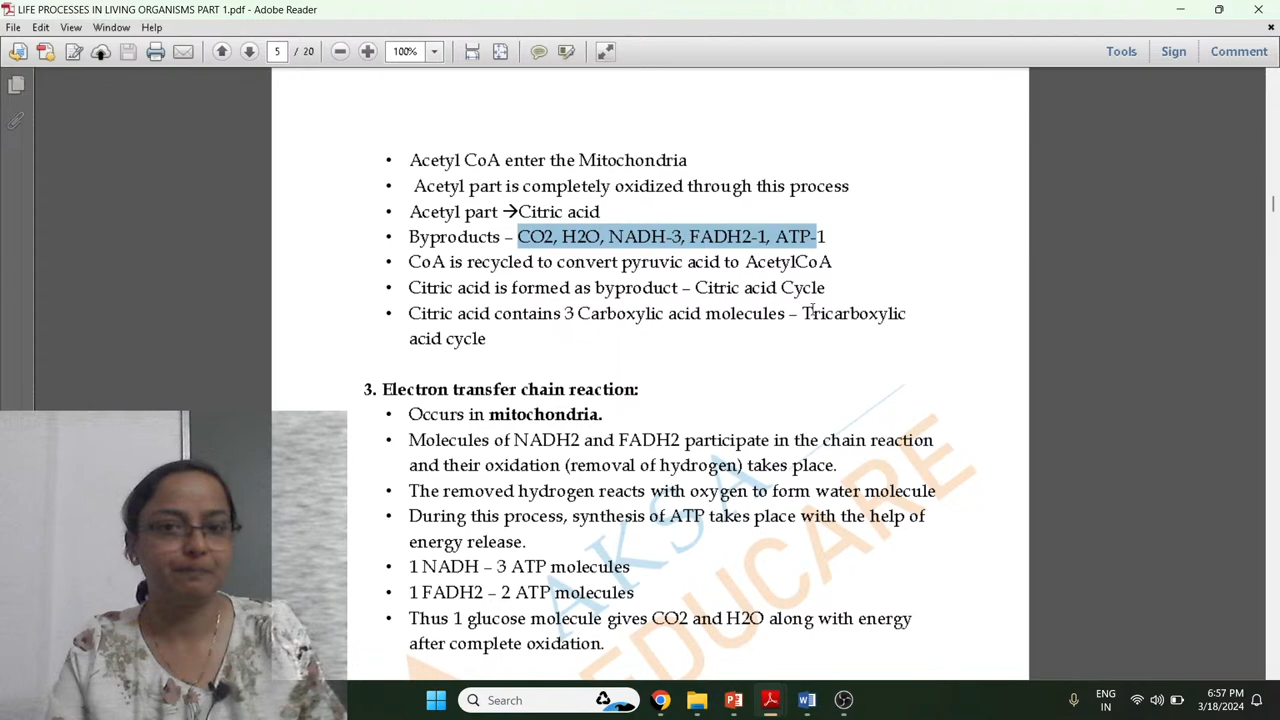 LIFE PROCESSES IN LIVING ORGANISMS PART 1.pdf - Adobe Reader
File Edit View Window Help
5 / 20 100% Tools Sign Comment
• Acetyl CoA enter the Mitochondria
• Acetyl part is completely oxidized through this process
• Acetyl part →Citric acid
• Byproducts – CO2, H2O, NADH-3, FADH2-1, ATP-1
• CoA is recycled to convert pyruvic acid to AcetylCoA
• Citric acid is formed as byproduct – Citric acid Cycle
• Citric acid contains 3 Carboxylic acid molecules – Tricarboxylic
acid cycle
3. Electron transfer chain reaction:
• Occurs in mitochondria.
• Molecules of NADH2 and FADH2 participate in the chain reaction
and their oxidation (removal of hydrogen) takes place.
• The removed hydrogen reacts with oxygen to form water molecule
• During this process, synthesis of ATP takes place with the help of
energy release.
• 1 NADH – 3 ATP molecules
• 1 FADH2 – 2 ATP molecules
• Thus 1 glucose molecule gives CO2 and H2O along with energy
after complete oxidation.
AKSA
EDUCARE
Search
ENG
IN
6:57 PM
3/18/2024